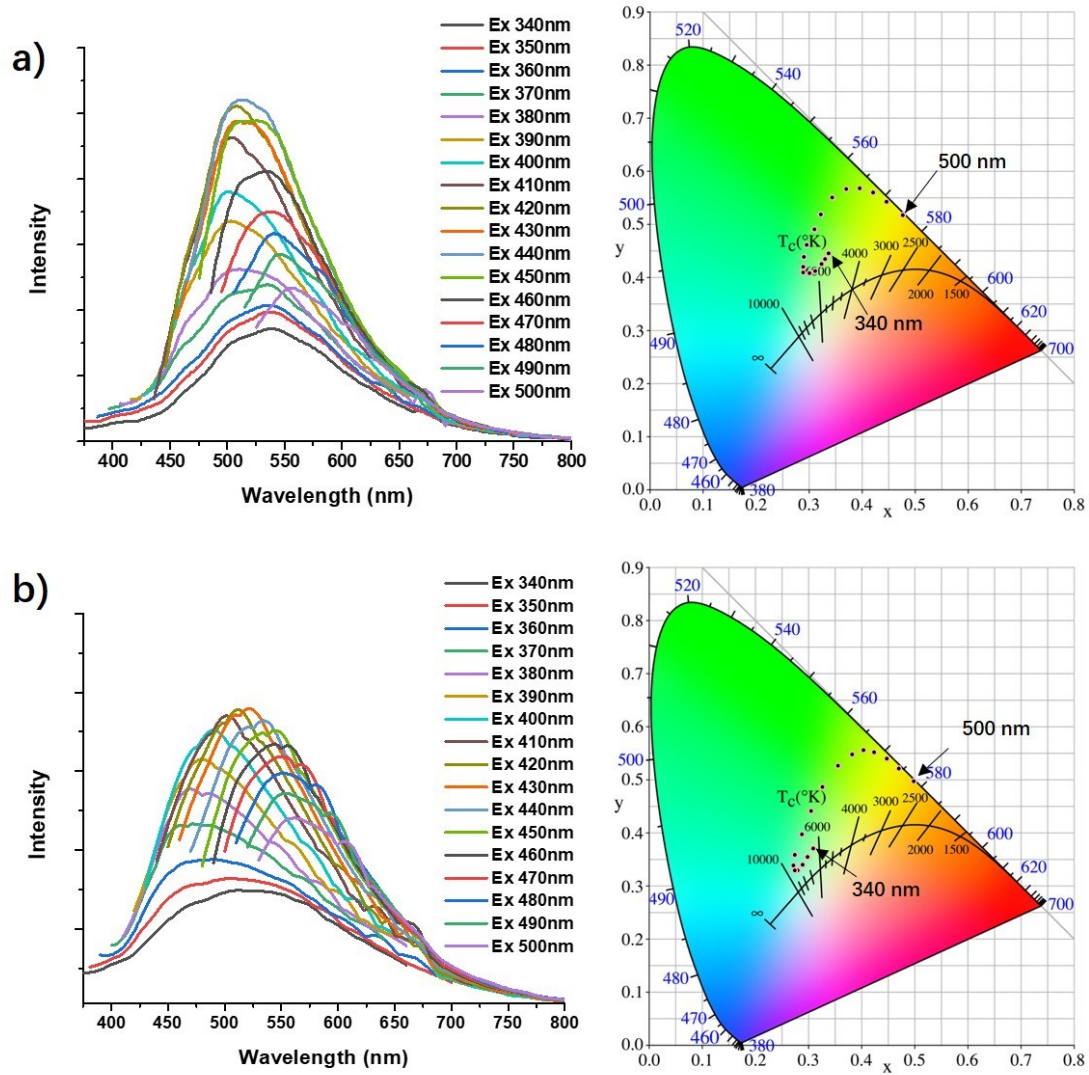 a)
Intensity
Ex 340nm
Ex 350nm
Ex 360nm
Ex 370nm
Ex 380nm
Ex 390nm
Ex 400nm
Ex 410nm
Ex 420nm
Ex 430nm
Ex 440nm
Ex 450nm
Ex 460nm
Ex 470nm
Ex 480nm
Ex 490nm
Ex 500nm
400 450 500 550 600 650 700 750 800
Wavelength (nm)
0.9
0.8
0.7
0.6
0.5
y
0.4
0.3
0.2
0.1
0.0
520
540
560
500 nm
500
580
Tc(°K)
4000
3000
2500
600
10000
2000
1500
340 nm
620
490
700
∞
480
470
460
380
0.0 0.1 0.2 0.3 0.4 0.5 0.6 0.7 0.8
x
b)
Intensity
Ex 340nm
Ex 350nm
Ex 360nm
Ex 370nm
Ex 380nm
Ex 390nm
Ex 400nm
Ex 410nm
Ex 420nm
Ex 430nm
Ex 440nm
Ex 450nm
Ex 460nm
Ex 470nm
Ex 480nm
Ex 490nm
Ex 500nm
400 450 500 550 600 650 700 750 800
Wavelength (nm)
0.9
0.8
0.7
0.6
0.5
y
0.4
0.3
0.2
0.1
0.0
520
540
560
500 nm
500
580
Tc(°K)
6000
4000
3000
2500
600
10000
2000
1500
340 nm
620
490
700
∞
480
470
460
380
0.0 0.1 0.2 0.3 0.4 0.5 0.6 0.7 0.8
x